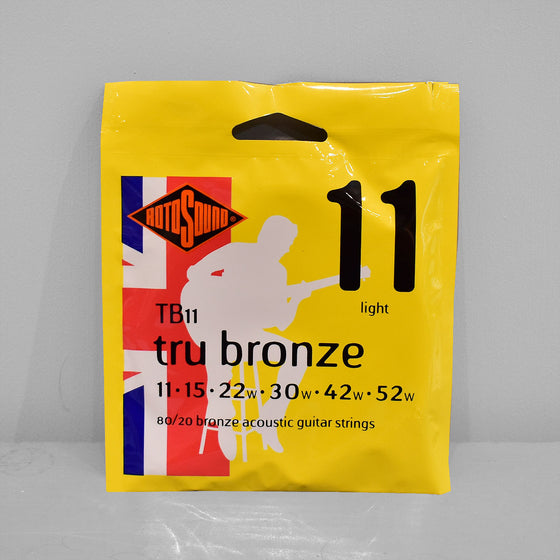 ROTOSOUND®
11
light
TB11
tru bronze
11·15·22w·30w·42w·52w
80/20 bronze acoustic guitar strings